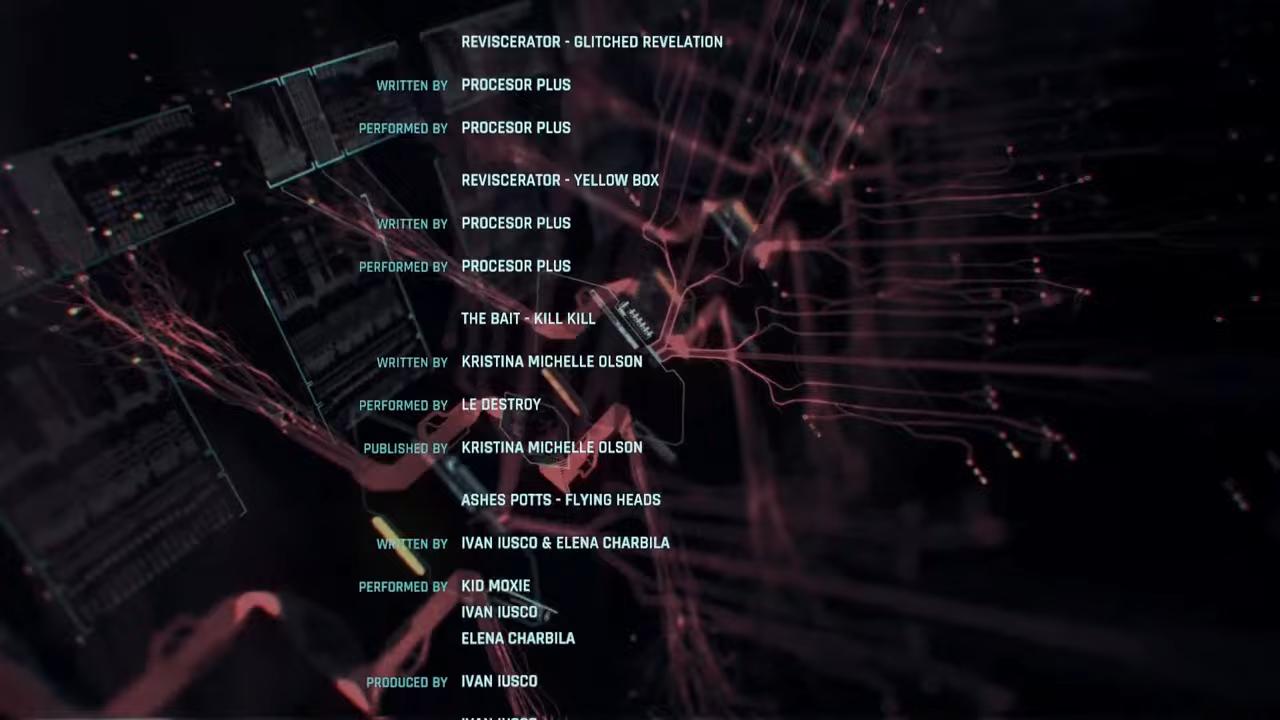 REVISCERATOR - GLITCHED REVELATION
WRITTEN BY PROCESOR PLUS
PERFORMED BY PROCESOR PLUS
REVISCERATOR - YELLOW BOX
WRITTEN BY PROCESOR PLUS
PERFORMED BY PROCESOR PLUS
THE BAIT - KILL KILL
WRITTEN BY KRISTINA MICHELLE OLSON
PERFORMED BY LE DESTROY
PUBLISHED BY KRISTINA MICHELLE OLSON
ASHES POTTS - FLYING HEADS
WRITTEN BY IVAN IUSCO & ELENA CHARBILA
PERFORMED BY KID MOXIE
IVAN IUSCO
ELENA CHARBILA
PRODUCED BY IVAN IUSCO